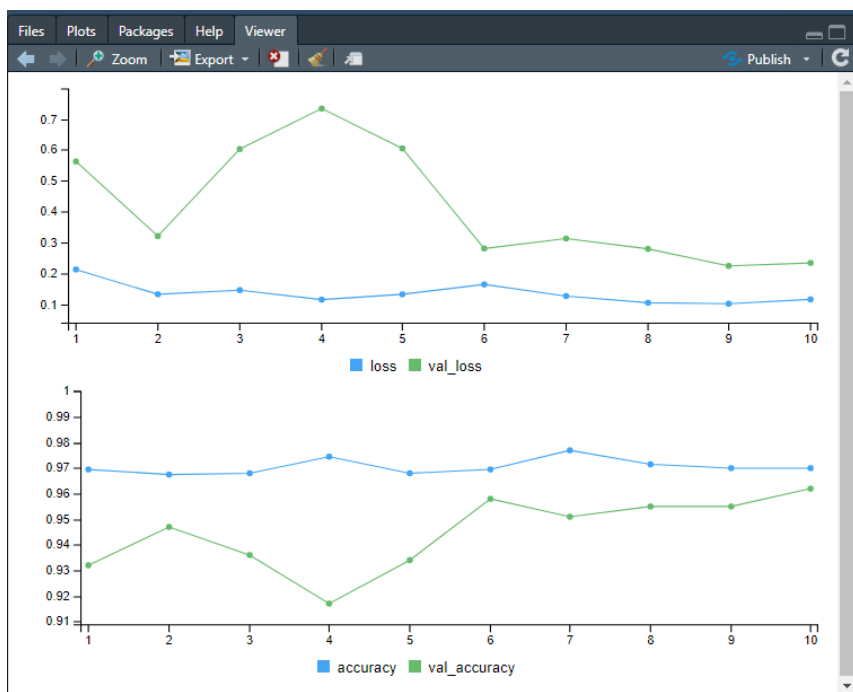 Files Plots Packages Help Viewer
Zoom Export Publish
0.7
0.6
0.5
0.4
0.3
0.2
0.1
1 2 3 4 5 6 7 8 9 10
loss val_loss
1
0.99
0.98
0.97
0.96
0.95
0.94
0.93
0.92
0.91
1 2 3 4 5 6 7 8 9 10
accuracy val_accuracy